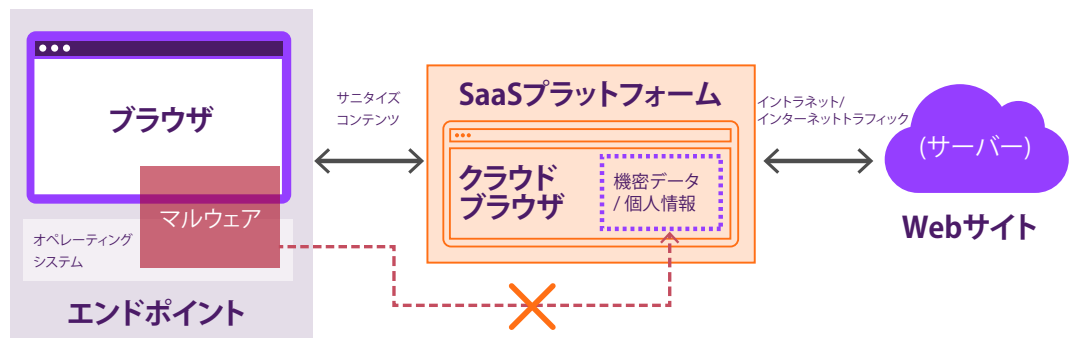 ブラウザ
マルウェア
オペレーティング
システム
エンドポイント
サニタイズ
コンテンツ
SaaSプラットフォーム
クラウド
ブラウザ
機密データ
/ 個人情報
イントラネット/
インターネットトラフィック
(サーバー)
Webサイト